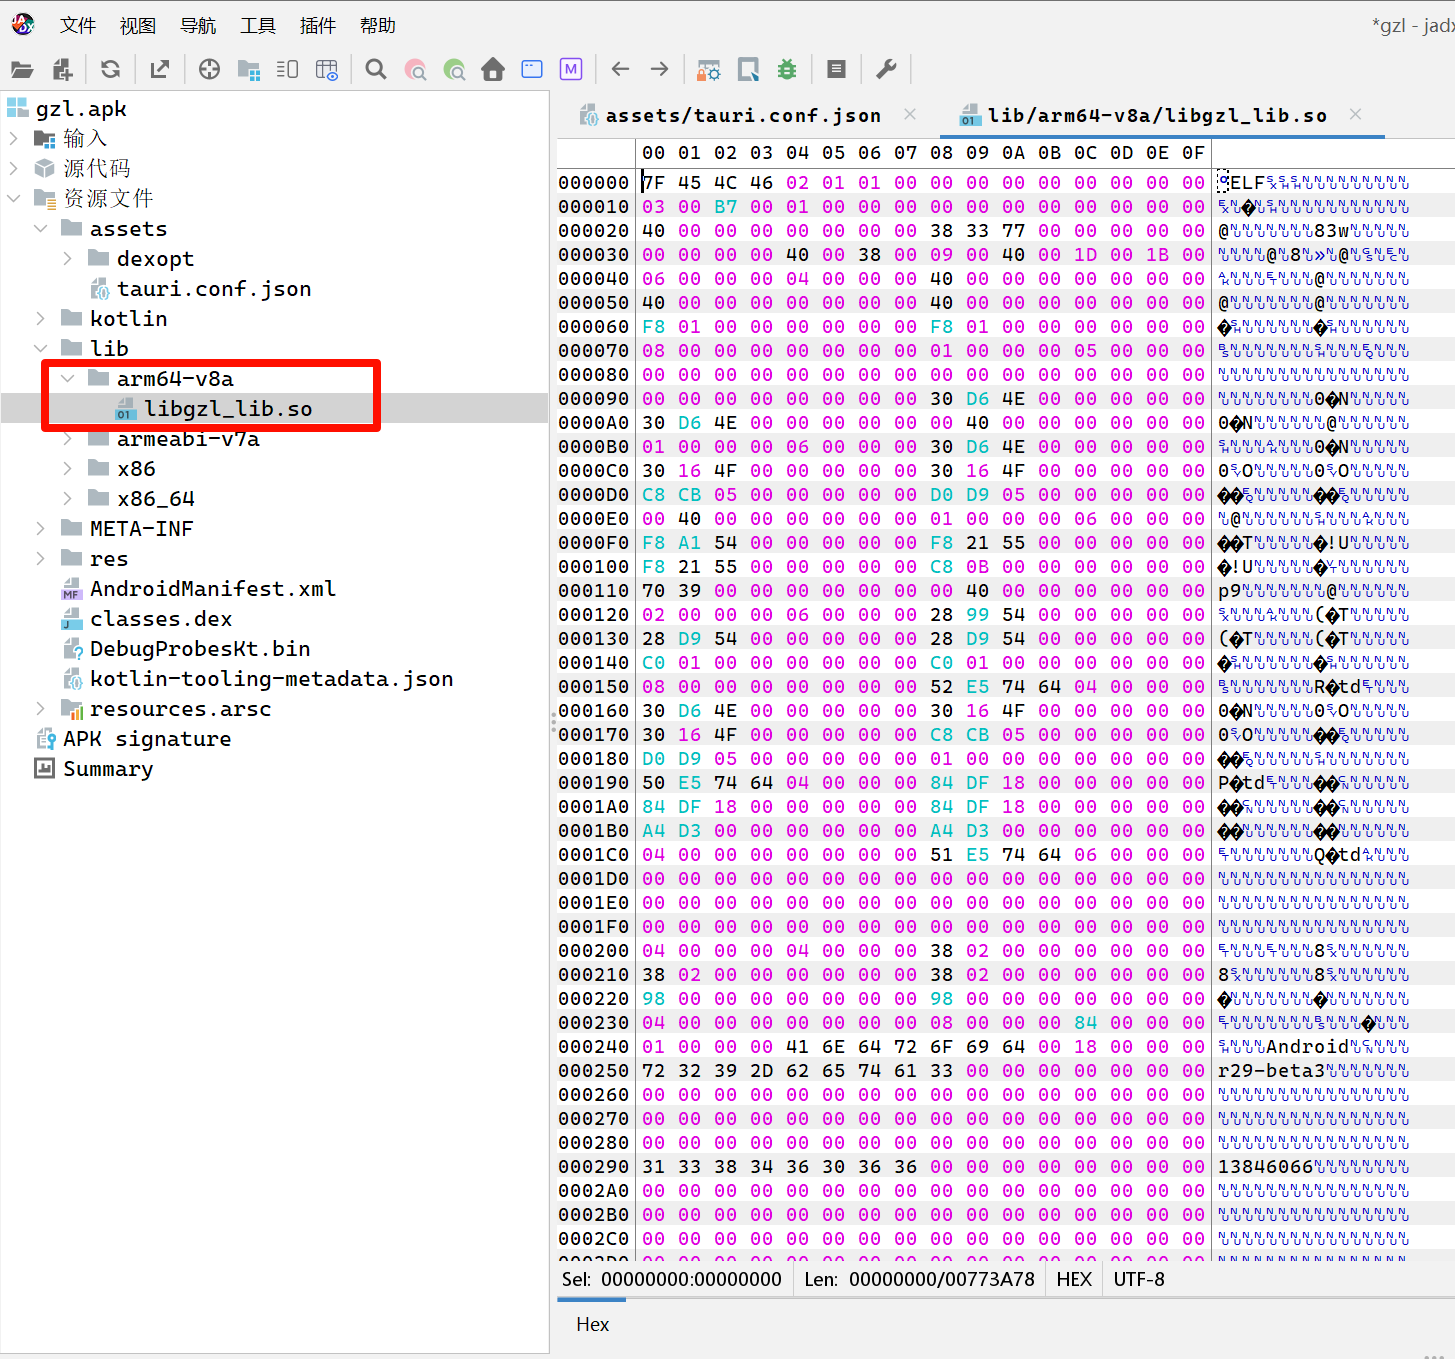 文件 视图 导航 工具 插件 帮助
*gzl - jadx
gzl.apk
输入
源代码
资源文件
assets
dexopt
tauri.conf.json
kotlin
lib
arm64-v8a
libgzl_lib.so
armeabi-v7a
x86
x86_64
META-INF
res
AndroidManifest.xml
classes.dex
DebugProbesKt.bin
kotlin-tooling-metadata.json
resources.arsc
APK signature
Summary
assets/tauri.conf.json
lib/arm64-v8a/libgzl_lib.so
00 01 02 03 04 05 06 07 08 09 0A 0B 0C 0D 0E 0F
000000 7F 45 4C 46 02 01 01 00 00 00 00 00 00 00 00 00 ELF
000010 03 00 B7 00 01 00 00 00 00 00 00 00 00 00 00 00
000020 40 00 00 00 00 00 00 00 38 33 77 00 00 00 00 00 @ 83w
000030 00 00 00 00 40 00 38 00 09 00 40 00 1D 00 1B 00 @ 8 @
000040 06 00 00 00 04 00 00 00 40 00 00 00 00 00 00 00 @
000050 40 00 00 00 00 00 00 00 40 00 00 00 00 00 00 00 @ @
000060 F8 01 00 00 00 00 00 00 F8 01 00 00 00 00 00 00
000070 08 00 00 00 00 00 00 00 01 00 00 00 05 00 00 00
000080 00 00 00 00 00 00 00 00 00 00 00 00 00 00 00 00
000090 00 00 00 00 00 00 00 00 30 D6 4E 00 00 00 00 00 0�N
0000A0 30 D6 4E 00 00 00 00 00 00 40 00 00 00 00 00 00 0�N @
0000B0 01 00 00 00 06 00 00 00 30 D6 4E 00 00 00 00 00 0�N
0000C0 30 16 4F 00 00 00 00 00 30 16 4F 00 00 00 00 00 0 O 0 O
0000D0 C8 CB 05 00 00 00 00 00 D0 D9 05 00 00 00 00 00
0000E0 00 40 00 00 00 00 00 00 01 00 00 00 06 00 00 00 @
0000F0 F8 A1 54 00 00 00 00 00 F8 21 55 00 00 00 00 00 ��T �!U
000100 F8 21 55 00 00 00 00 00 C8 0B 00 00 00 00 00 00 �!U
000110 70 39 00 00 00 00 00 00 00 40 00 00 00 00 00 00 p9 @
000120 02 00 00 00 06 00 00 00 28 99 54 00 00 00 00 00 (�T
000130 28 D9 54 00 00 00 00 00 28 D9 54 00 00 00 00 00 (�T (�T
000140 C0 01 00 00 00 00 00 00 C0 01 00 00 00 00 00 00
000150 08 00 00 00 00 00 00 00 52 E5 74 64 04 00 00 00 R�td
000160 30 D6 4E 00 00 00 00 00 30 16 4F 00 00 00 00 00 0�N 0 O
000170 30 16 4F 00 00 00 00 00 C8 CB 05 00 00 00 00 00 0 O
000180 D0 D9 05 00 00 00 00 00 01 00 00 00 00 00 00 00
000190 50 E5 74 64 04 00 00 00 84 DF 18 00 00 00 00 00 P�td
0001A0 84 DF 18 00 00 00 00 00 84 DF 18 00 00 00 00 00
0001B0 A4 D3 00 00 00 00 00 00 A4 D3 00 00 00 00 00 00
0001C0 04 00 00 00 00 00 00 00 51 E5 74 64 06 00 00 00 Q�td
0001D0 00 00 00 00 00 00 00 00 00 00 00 00 00 00 00 00
0001E0 00 00 00 00 00 00 00 00 00 00 00 00 00 00 00 00
0001F0 00 00 00 00 00 00 00 00 00 00 00 00 00 00 00 00
000200 04 00 00 00 04 00 00 00 38 02 00 00 00 00 00 00 8
000210 38 02 00 00 00 00 00 00 38 02 00 00 00 00 00 00 8 8
000220 98 00 00 00 00 00 00 00 98 00 00 00 00 00 00 00
000230 04 00 00 00 00 00 00 00 08 00 00 00 84 00 00 00
000240 01 00 00 00 41 6E 64 72 6F 69 64 00 18 00 00 00 Android
000250 72 32 39 2D 62 65 74 61 33 00 00 00 00 00 00 00 r29-beta3
000260 00 00 00 00 00 00 00 00 00 00 00 00 00 00 00 00
000270 00 00 00 00 00 00 00 00 00 00 00 00 00 00 00 00
000280 00 00 00 00 00 00 00 00 00 00 00 00 00 00 00 00
000290 31 33 38 34 36 30 36 36 00 00 00 00 00 00 00 00 13846066
0002A0 00 00 00 00 00 00 00 00 00 00 00 00 00 00 00 00
0002B0 00 00 00 00 00 00 00 00 00 00 00 00 00 00 00 00
0002C0 00 00 00 00 00 00 00 00 00 00 00 00 00 00 00 00
Sel: 00000000:00000000 Len: 00000000/00773A78 HEX UTF-8
Hex